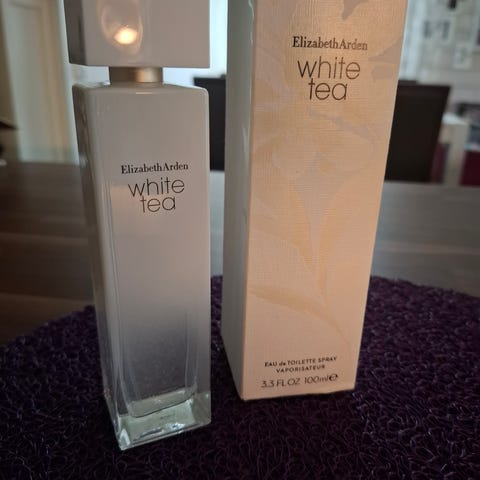 ElizabethArden
white
tea
ElizabethArden
white
tea
EAU de TOILETTE SPRAY
VAPORISATEUR
3.3 FL.OZ 100ml℮